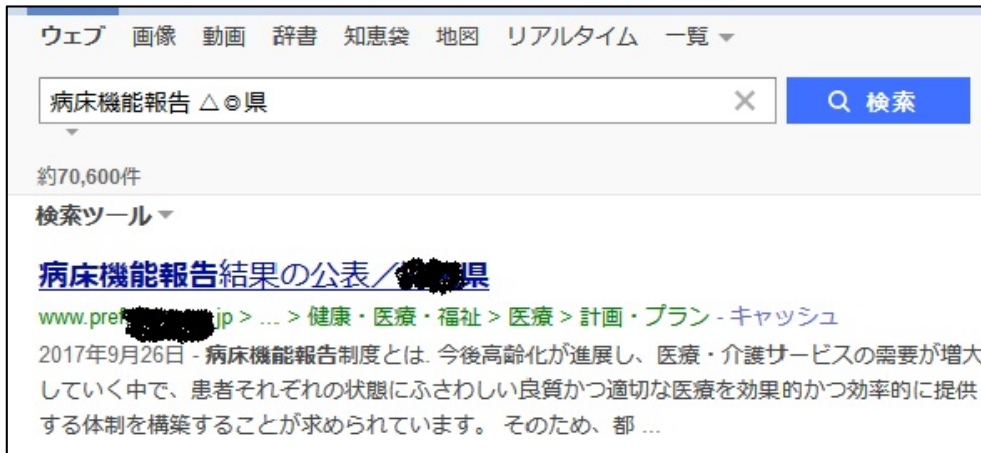 ウェブ 画像 動画 辞書 知恵袋 地図 リアルタイム 一覧
病床機能報告 △◎県
検索
約70,600件
検索ツール
病床機能報告結果の公表／県
www.pref jp > ... > 健康・医療・福祉 > 医療 > 計画・プラン - キャッシュ
2017年9月26日 - 病床機能報告制度とは. 今後高齢化が進展し、医療・介護サービスの需要が増大
していく中で、患者それぞれの状態にふさわしい良質かつ適切な医療を効果的かつ効率的に提供
する体制を構築することが求められています。 そのため、都 ...